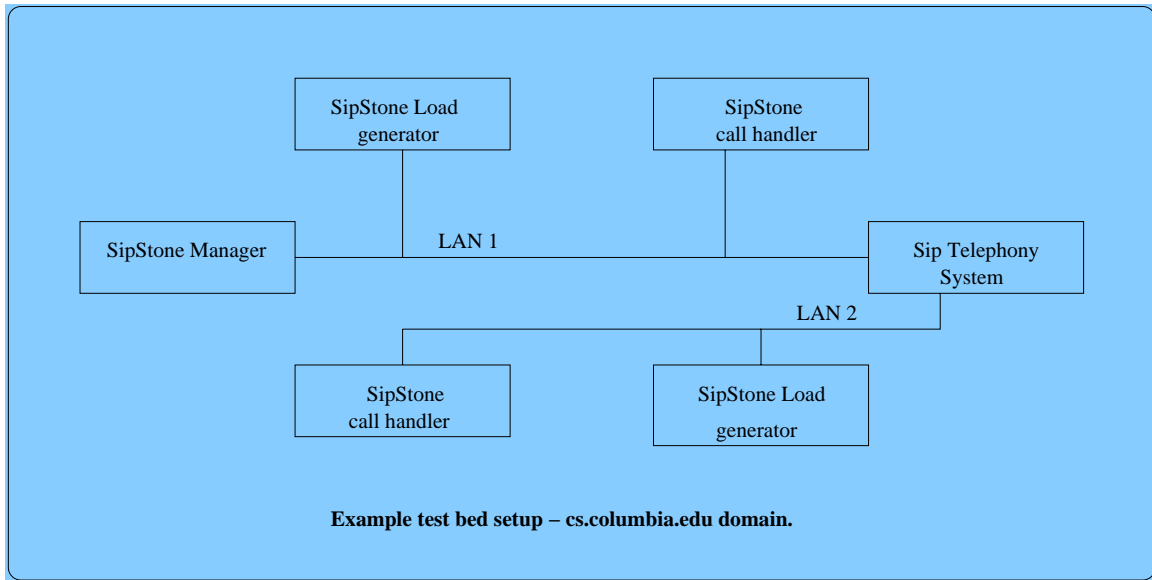 SipStone Load
generator
SipStone
call handler
SipStone Manager
LAN 1
Sip Telephony
System
LAN 2
SipStone
call handler
SipStone Load
generator
Example test bed setup – cs.columbia.edu domain.